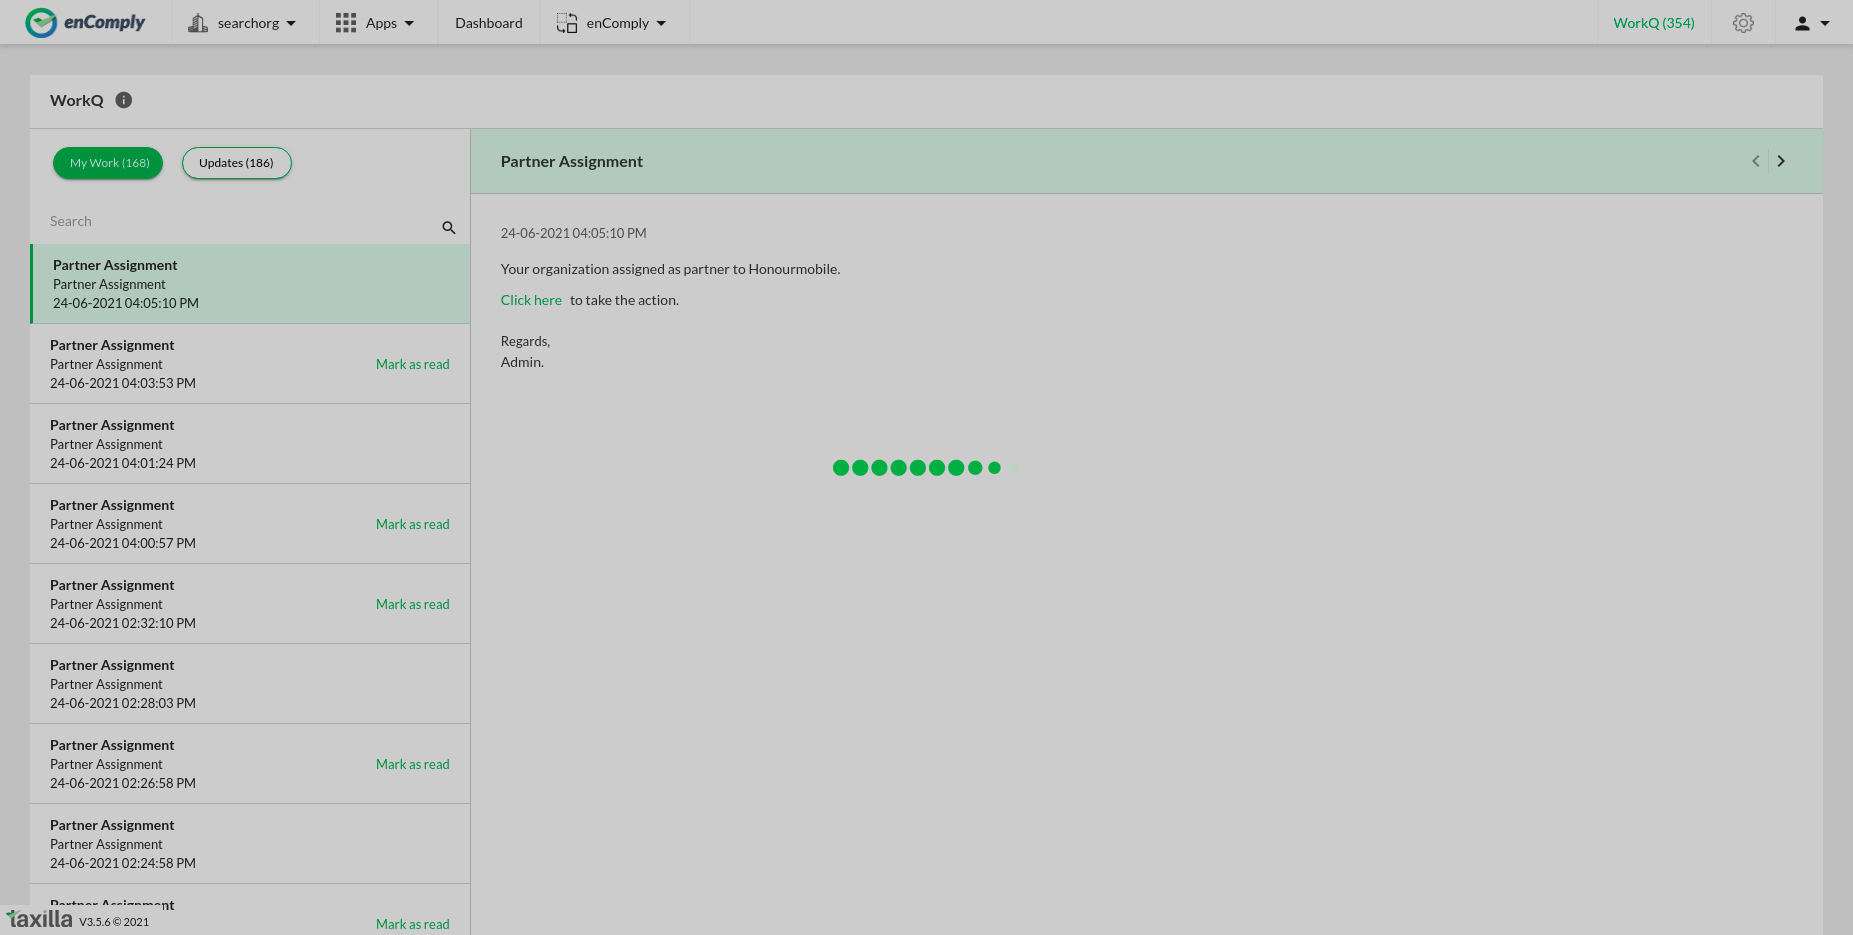 enComply
searchorg
Apps
Dashboard
enComply
WorkQ (354)
WorkQ
My Work (168)
Updates (186)
Search
Partner Assignment
Partner Assignment
24-06-2021 04:05:10 PM
Partner Assignment
Partner Assignment
Mark as read
24-06-2021 04:03:53 PM
Partner Assignment
Partner Assignment
24-06-2021 04:01:24 PM
Partner Assignment
Partner Assignment
Mark as read
24-06-2021 04:00:57 PM
Partner Assignment
Partner Assignment
Mark as read
24-06-2021 02:32:10 PM
Partner Assignment
Partner Assignment
24-06-2021 02:28:03 PM
Partner Assignment
Partner Assignment
Mark as read
24-06-2021 02:26:58 PM
Partner Assignment
Partner Assignment
24-06-2021 02:24:58 PM
Partner Assignment
Mark as read
Partner Assignment
24-06-2021 04:05:10 PM
Your organization assigned as partner to Honourmobile.
Click here to take the action.
Regards,
Admin.
taxilla V3.5.6 © 2021